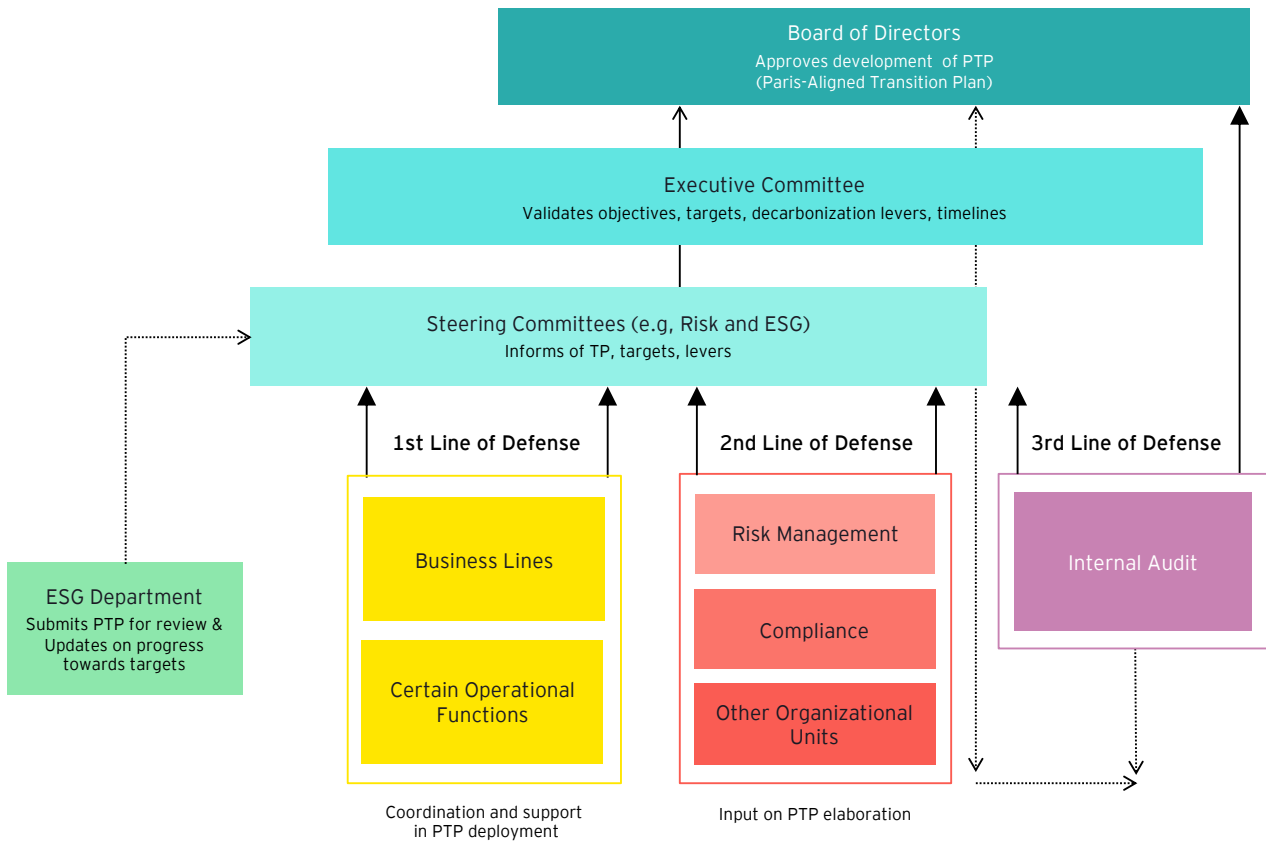 Board of Directors
Approves development of PTP
(Paris-Aligned Transition Plan)
Executive Committee
Validates objectives, targets, decarbonization levers, timelines
Steering Committees (e.g, Risk and ESG)
Informs of TP, targets, levers
1st Line of Defense
2nd Line of Defense
3rd Line of Defense
ESG Department
Submits PTP for review &
Updates on progress
towards targets
Business Lines
Certain Operational
Functions
Risk Management
Compliance
Other Organizational
Units
Internal Audit
Coordination and support
in PTP deployment
Input on PTP elaboration